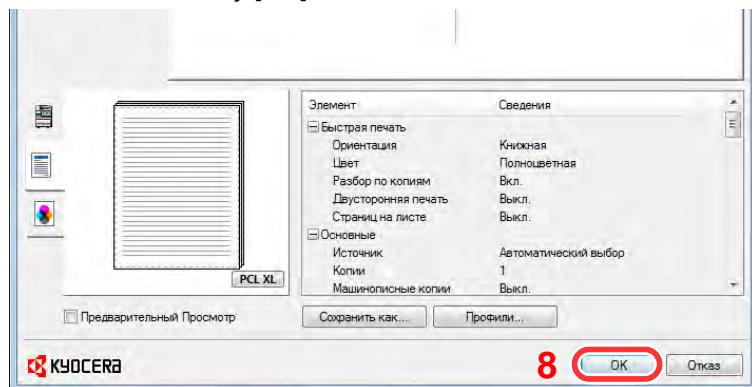 Элемент Сведения
Быстрая печать
Ориентация Книжная
Цвет Полноцветная
Разбор по копиям Вкл.
Двусторонняя печать Выкл.
Страниц на листе Выкл.
Основные
Источник Автоматический выбор
Копии 1
Машинописные копии Выкл.
PCL XL
Предварительный Просмотр Сохранить как... Профили...
KYOCERA 8 OK Отказ